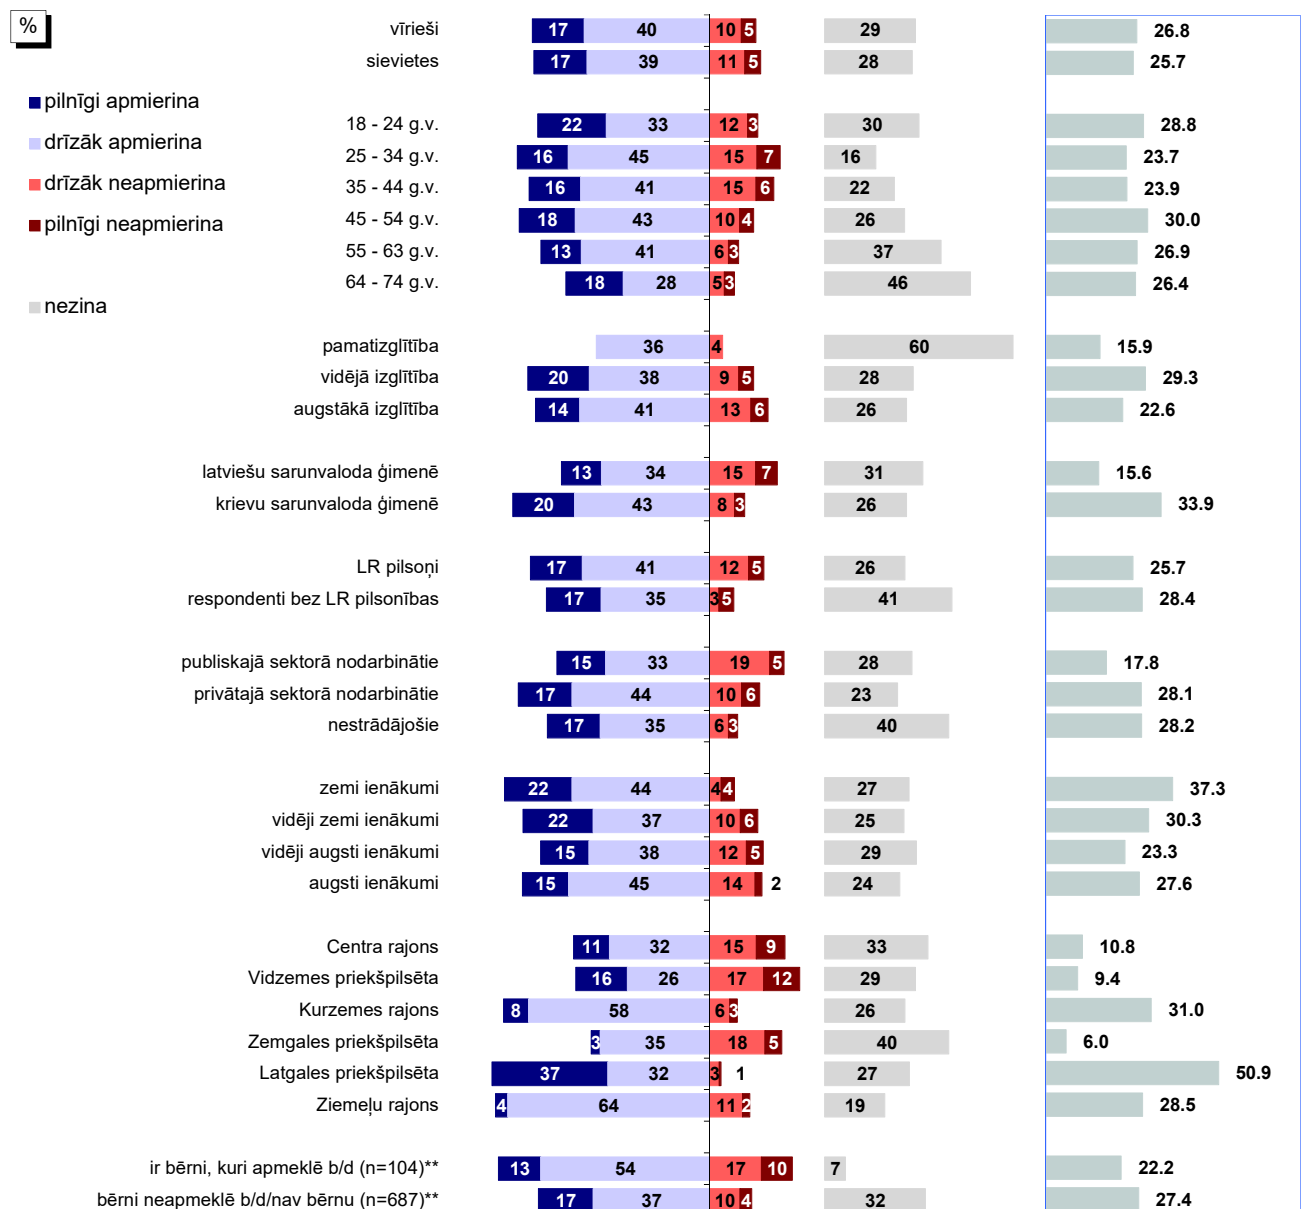 %
pilnīgi apmierina
drīzāk apmierina
drīzāk neapmierina
pilnīgi neapmierina
nezina
vīrieši 17 40 10 5 29 26.8
sievietes 17 39 11 5 28 25.7
18 - 24 g.v. 22 33 12 3 30 28.8
25 - 34 g.v. 16 45 15 7 16 23.7
35 - 44 g.v. 16 41 15 6 22 23.9
45 - 54 g.v. 18 43 10 4 26 30.0
55 - 63 g.v. 13 41 6 3 37 26.9
64 - 74 g.v. 18 28 5 3 46 26.4
pamatizglītība 36 4 60 15.9
vidējā izglītība 20 38 9 5 28 29.3
augstākā izglītība 14 41 13 6 26 22.6
latviešu sarunvaloda ģimenē 13 34 15 7 31 15.6
krievu sarunvaloda ģimenē 20 43 8 3 26 33.9
LR pilsoņi 17 41 12 5 26 25.7
respondenti bez LR pilsonības 17 35 3 5 41 28.4
publiskajā sektorā nodarbinātie 15 33 19 5 28 17.8
privātajā sektorā nodarbinātie 17 44 10 6 23 28.1
nestrādājošie 17 35 6 3 40 28.2
zemi ienākumi 22 44 4 4 27 37.3
vidēji zemi ienākumi 22 37 10 6 25 30.3
vidēji augsti ienākumi 15 38 12 5 29 23.3
augsti ienākumi 15 45 14 2 24 27.6
Centra rajons 11 32 15 9 33 10.8
Vidzemes priekšpilsēta 16 26 17 12 29 9.4
Kurzemes rajons 8 58 6 3 26 31.0
Zemgales priekšpilsēta 3 35 18 5 40 6.0
Latgales priekšpilsēta 37 32 3 1 27 50.9
Ziemeļu rajons 4 64 11 2 19 28.5
ir bērni, kuri apmeklē b/d (n=104)** 13 54 17 10 7 22.2
bērni neapmeklē b/d/nav bērnu (n=687)** 17 37 10 4 32 27.4